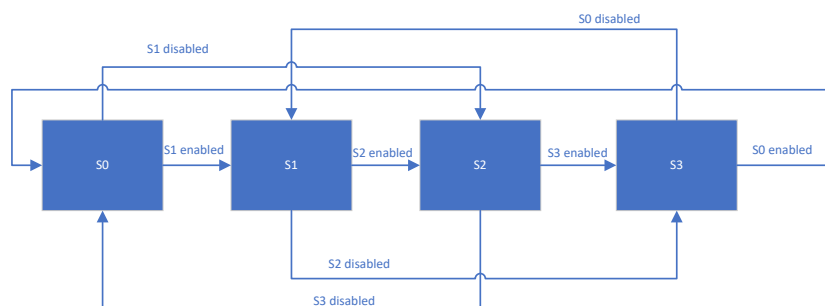 S0 disabled
S1 disabled
S0
S1 enabled
S1
S2 enabled
S2
S3 enabled
S3
S0 enabled
S2 disabled
S3 disabled